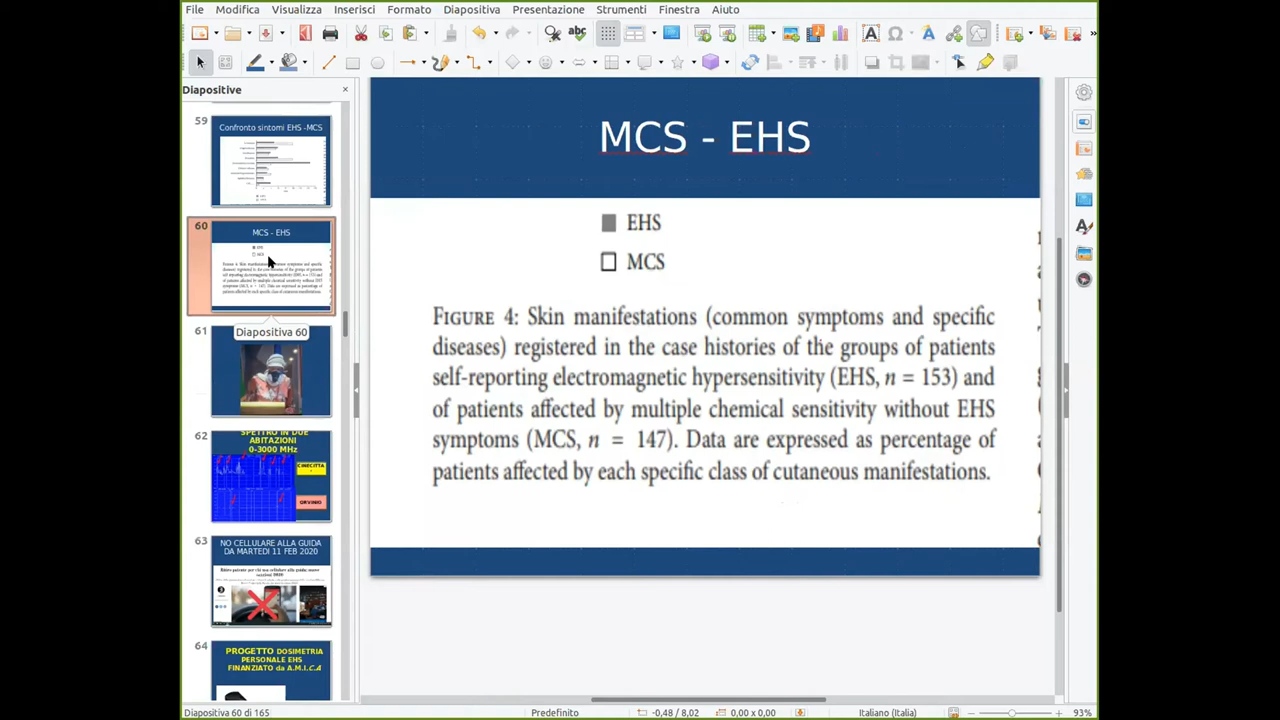 File Modifica Visualizza Inserisci Formato Diapositiva Presentazione Strumenti Finestra Aiuto
Diapositive
59
Confronto sintomi EHS -MCS
60
MCS - EHS
EHS
MCS
Diapositiva 60
61
62
SPETTRO IN DUE
ABITAZIONI
0-3000 MHz
CINECITTA
'
ORVINIO
63
NO CELLULARE ALLA GUIDA
DA MARTEDI 11 FEB 2020
64
PROGETTO DOSIMETRIA
PERSONALE EHS
FINANZIATO da A.M.I.C.A
MCS - EHS
EHS
MCS
FIGURE 4: Skin manifestations (common symptoms and specific
diseases) registered in the case histories of the groups of patients
self-reporting electromagnetic hypersensitivity (EHS, n = 153) and
of patients affected by multiple chemical sensitivity without EHS
symptoms (MCS, n = 147). Data are expressed as percentage of
patients affected by each specific class of cutaneous manifestations.
Diapositiva 60 di 165 Predefinito -0,48 / 8,02 0,00 x 0,00 Italiano (Italia) 93%